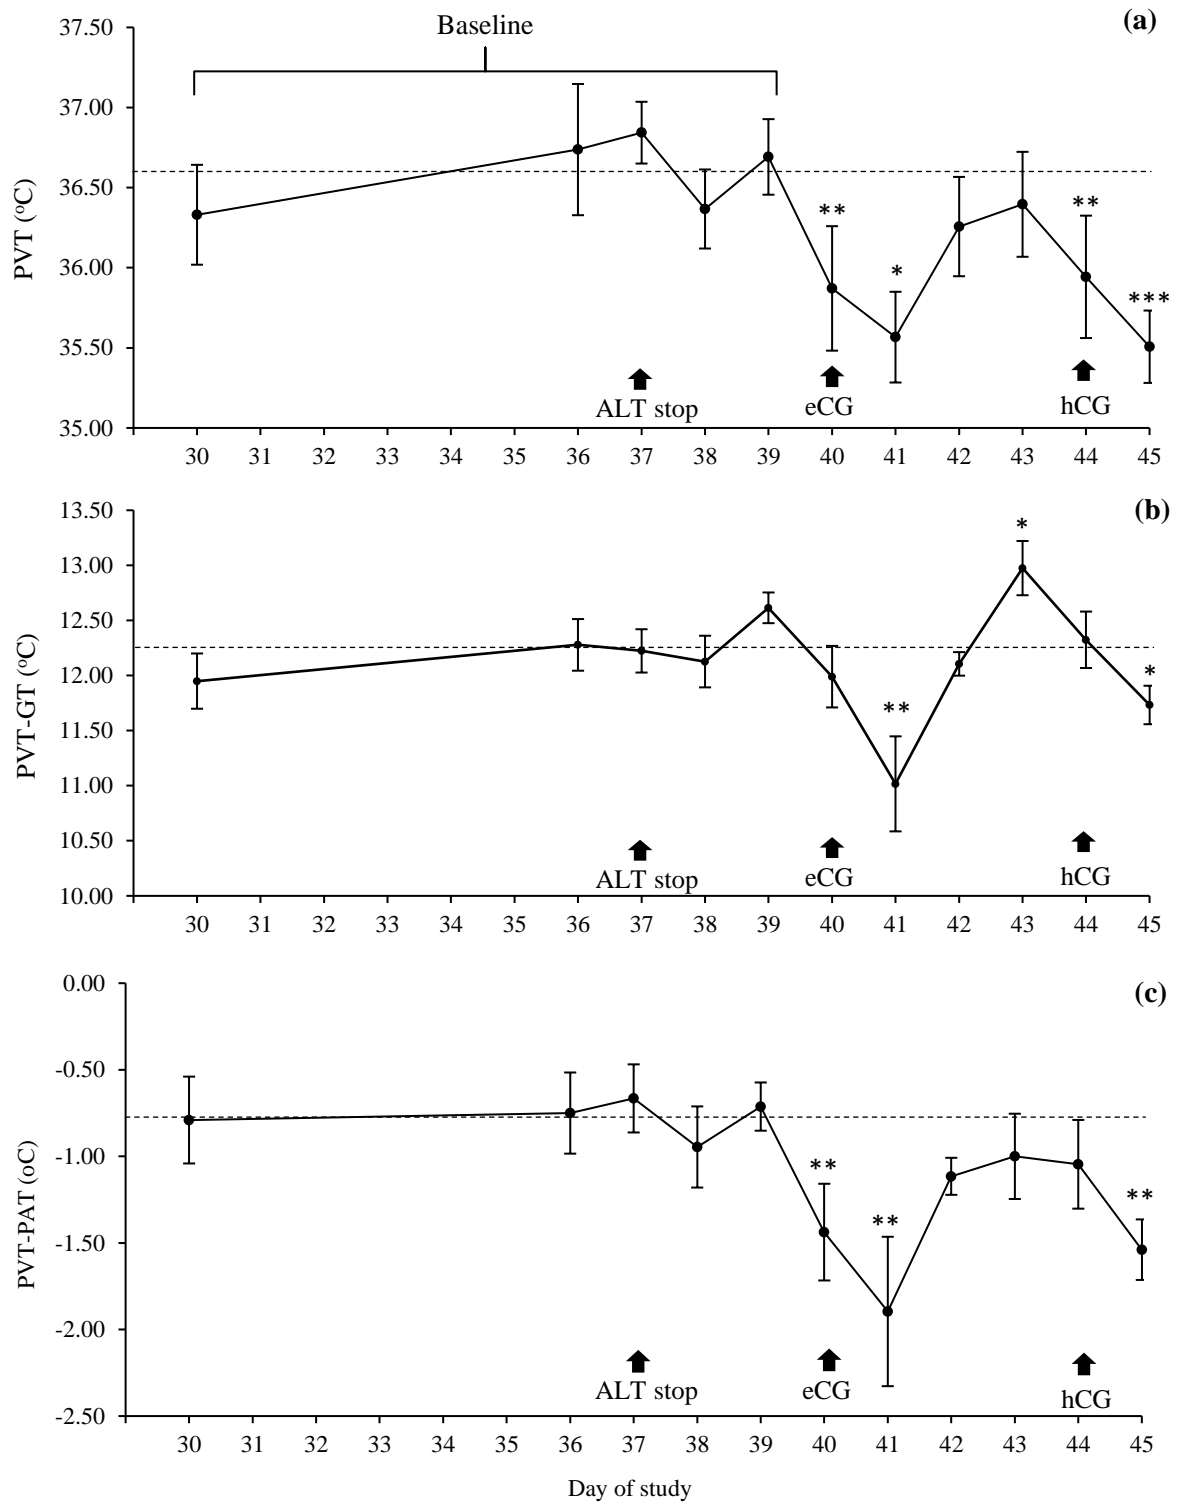 (a)
Baseline
37.50
37.00
36.50
36.00
35.50
35.00
PVT (ºC)
**
*
**
***
ALT stop
eCG
hCG
30 31 32 33 34 35 36 37 38 39 40 41 42 43 44 45
(b)
13.50
13.00
12.50
12.00
11.50
11.00
10.50
10.00
PVT-GT (ºC)
**
*
*
ALT stop
eCG
hCG
30 31 32 33 34 35 36 37 38 39 40 41 42 43 44 45
(c)
0.00
-0.50
-1.00
-1.50
-2.00
-2.50
PVT-PAT (oC)
**
**
**
ALT stop
eCG
hCG
30 31 32 33 34 35 36 37 38 39 40 41 42 43 44 45
Day of study